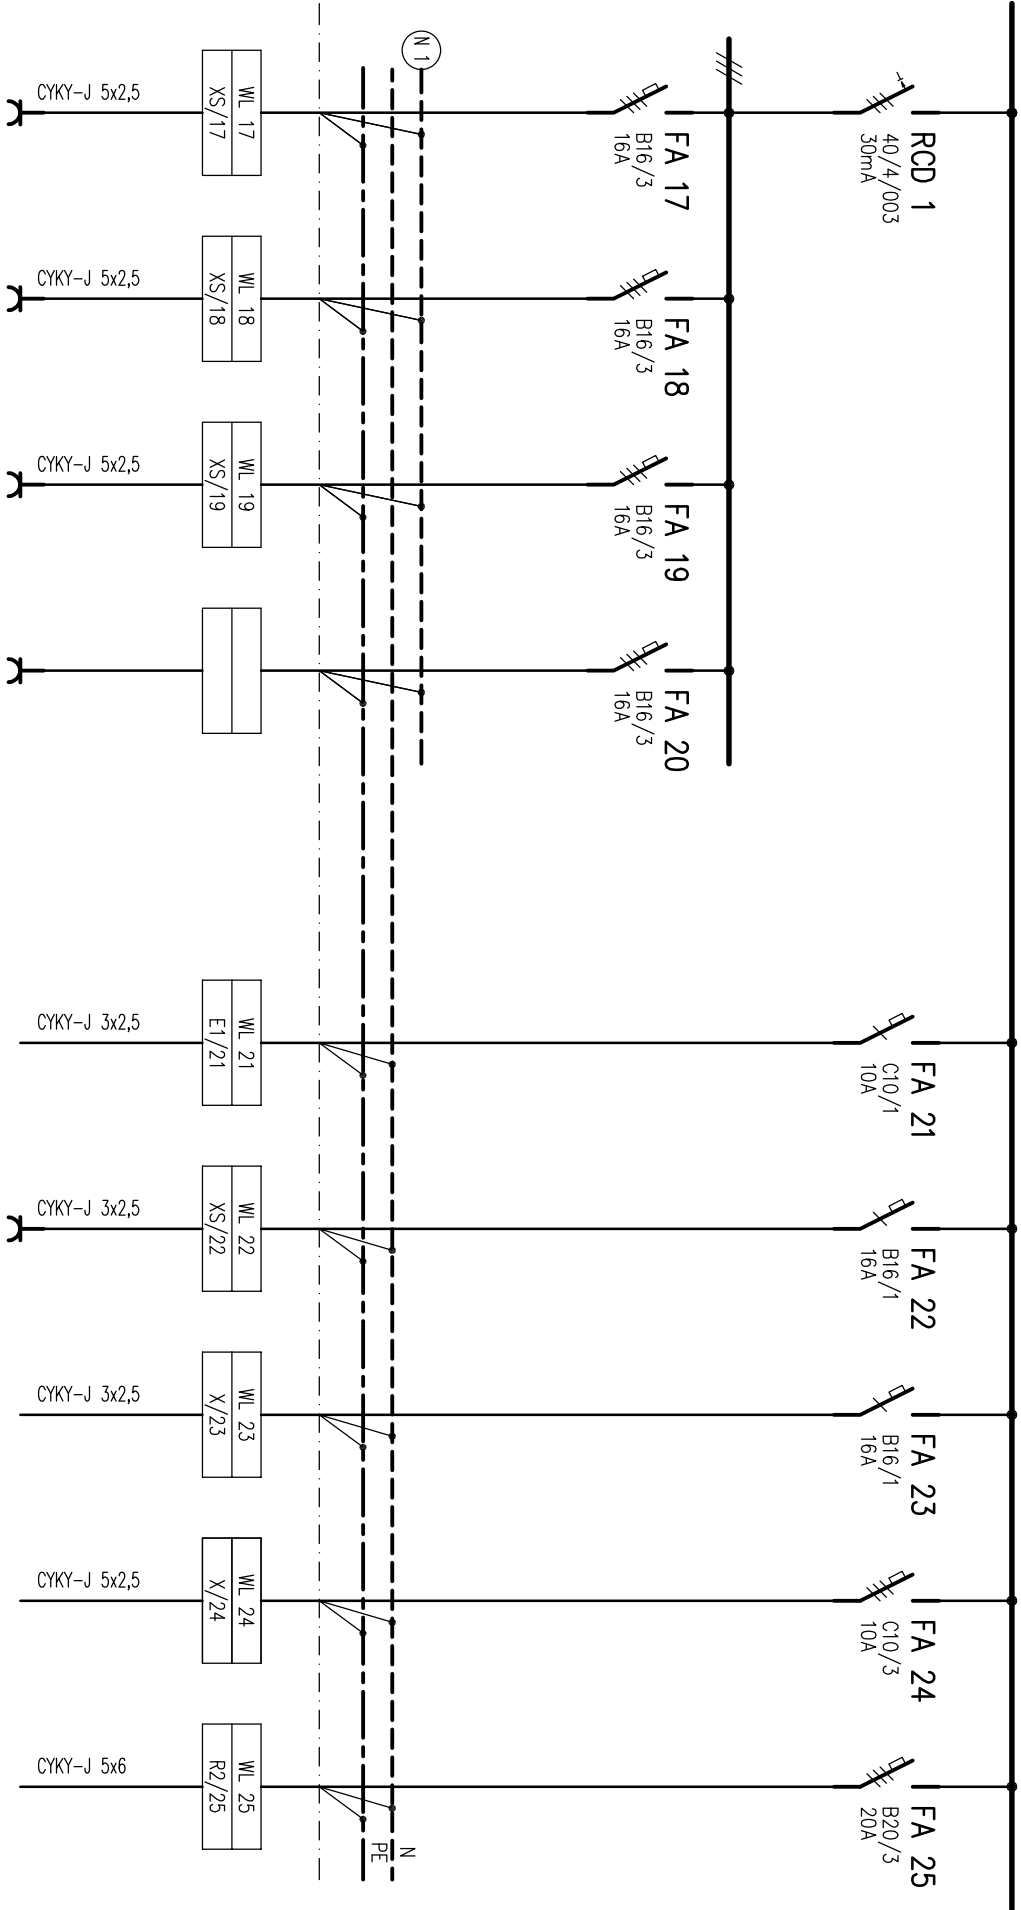 RCD 1
40/4/003
30mA
N 1
FA 17
B16/3
16A
WL 17
XS/17
CYKY-J 5x2,5
FA 18
B16/3
16A
WL 18
XS/18
CYKY-J 5x2,5
FA 19
B16/3
16A
WL 19
XS/19
CYKY-J 5x2,5
FA 20
B16/3
16A
FA 21
C10/1
10A
WL 21
E1/21
CYKY-J 3x2,5
FA 22
B16/1
16A
WL 22
XS/22
CYKY-J 3x2,5
FA 23
B16/1
16A
WL 23
X/23
CYKY-J 3x2,5
FA 24
C10/3
10A
WL 24
X/24
CYKY-J 5x2,5
FA 25
B20/3
20A
N
PE
WL 25
R2/25
CYKY-J 5x6